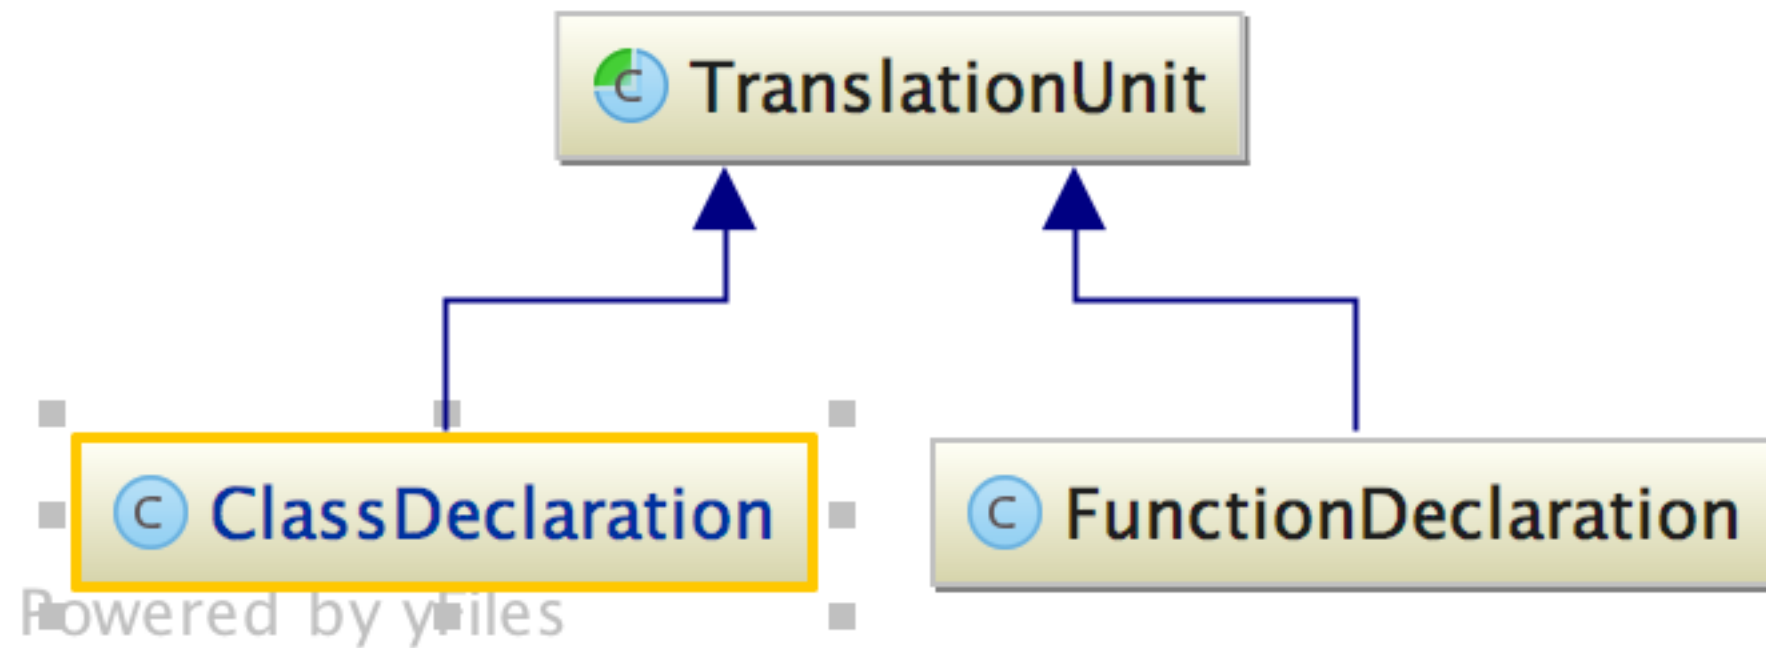 C TranslationUnit
C ClassDeclaration
C FunctionDeclaration
Powered by yFiles